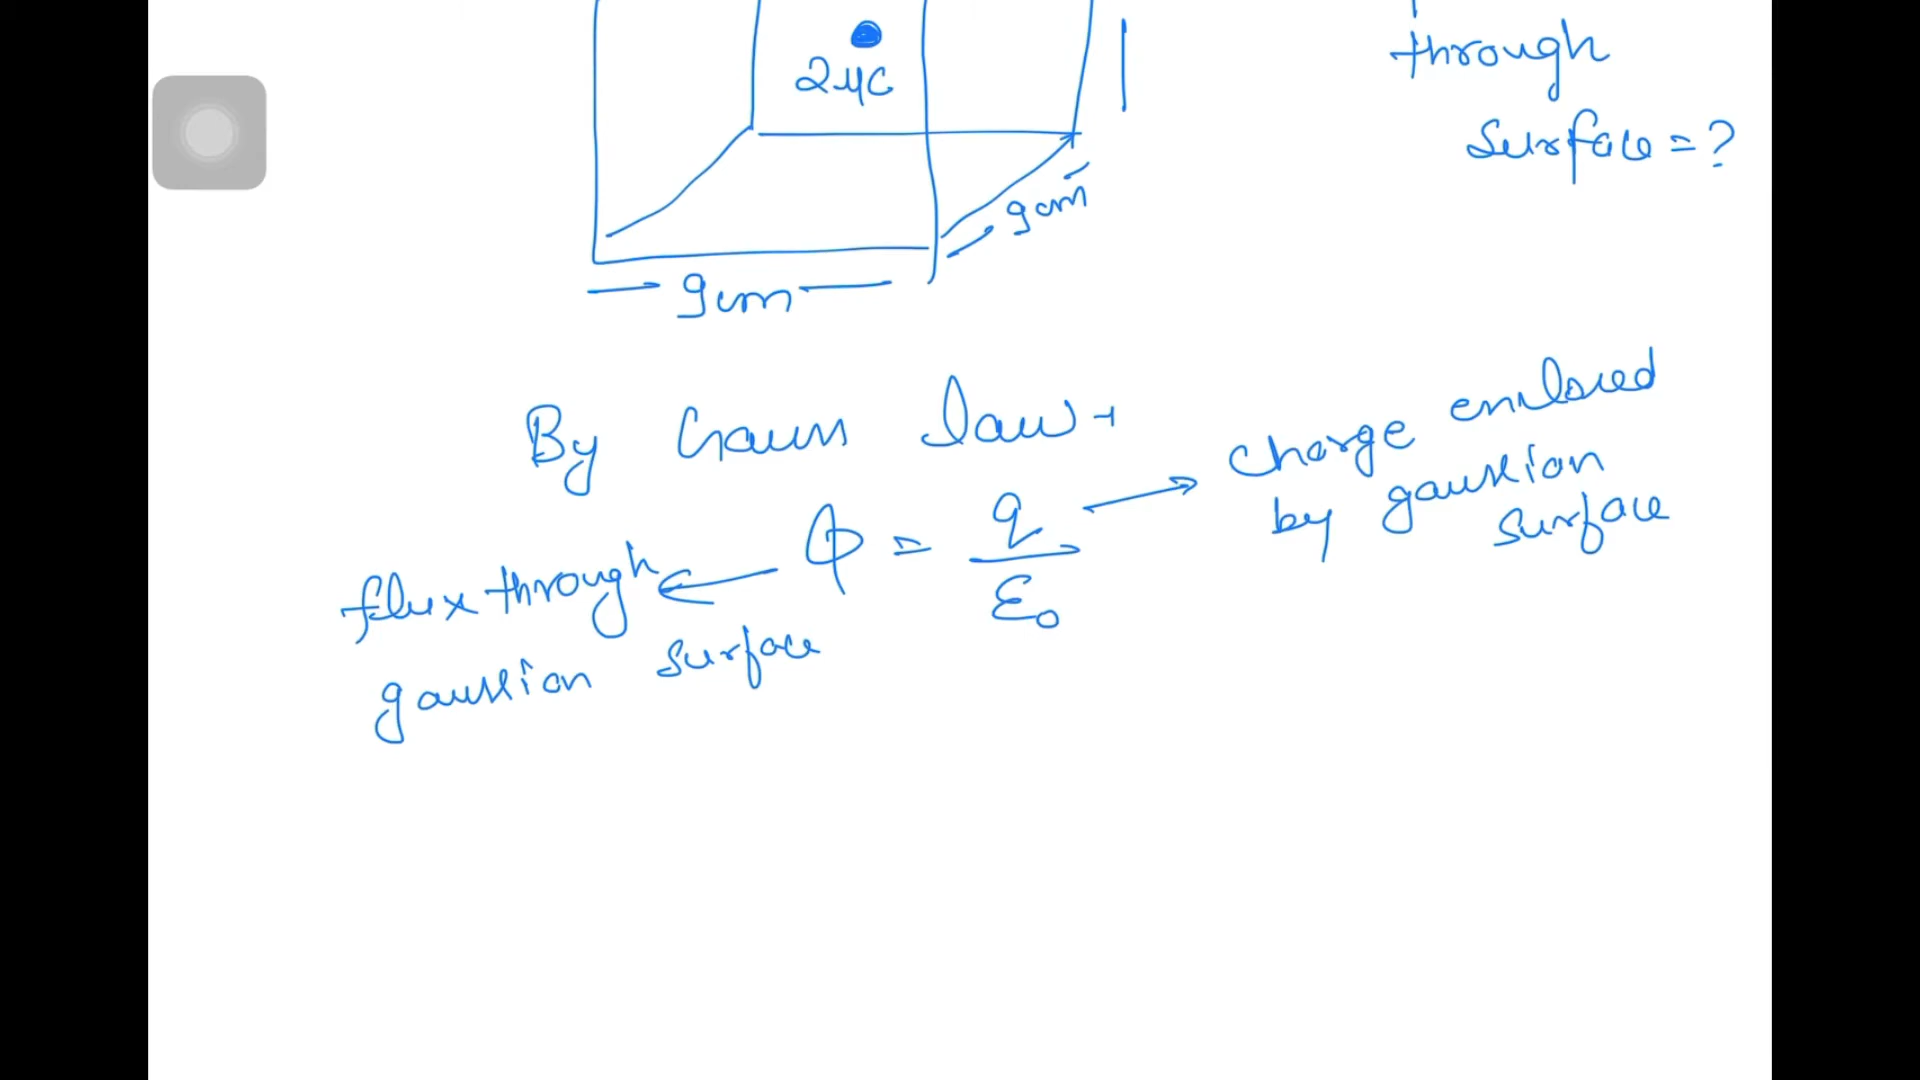 2μC
through
Surface = ?
9cm
9cm
By Gauss law →
charge enclosed
by gaussian
surface
ϕ = q/ε₀
flux through
gaussian surface